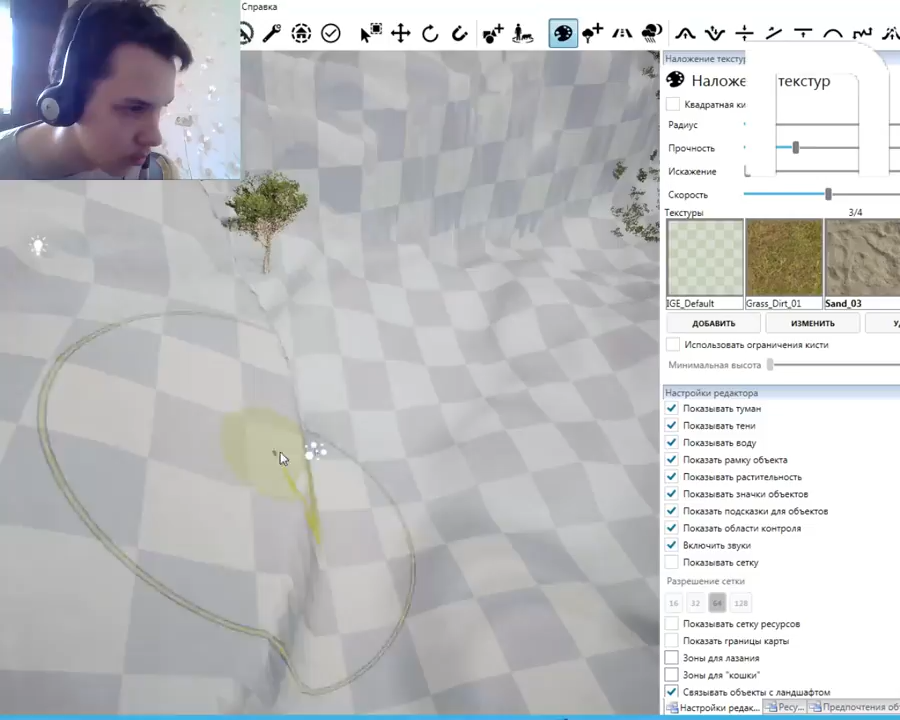 Справка
Наложение текстур
Наложе текстур
Квадратная ки
Радиус
Прочность
Искажение
Скорость
Текстуры 3/4
IGE_Default Grass_Dirt_01 Sand_03
ДОБАВИТЬ ИЗМЕНИТЬ У
Использовать ограничения кисти
Минимальная высота
Настройки редактора
Показывать туман
Показывать тени
Показывать воду
Показать рамку объекта
Показывать растительность
Показывать значки объектов
Показать подсказки для объектов
Показать области контроля
Включить звуки
Показывать сетку
Разрешение сетки
16 32 64 128
Показывать сетку ресурсов
Показать границы карты
Зоны для лазания
Зоны для "кошки"
Связывать объекты с ландшафтом
Настройки редак... Ресу... Предпочтения об